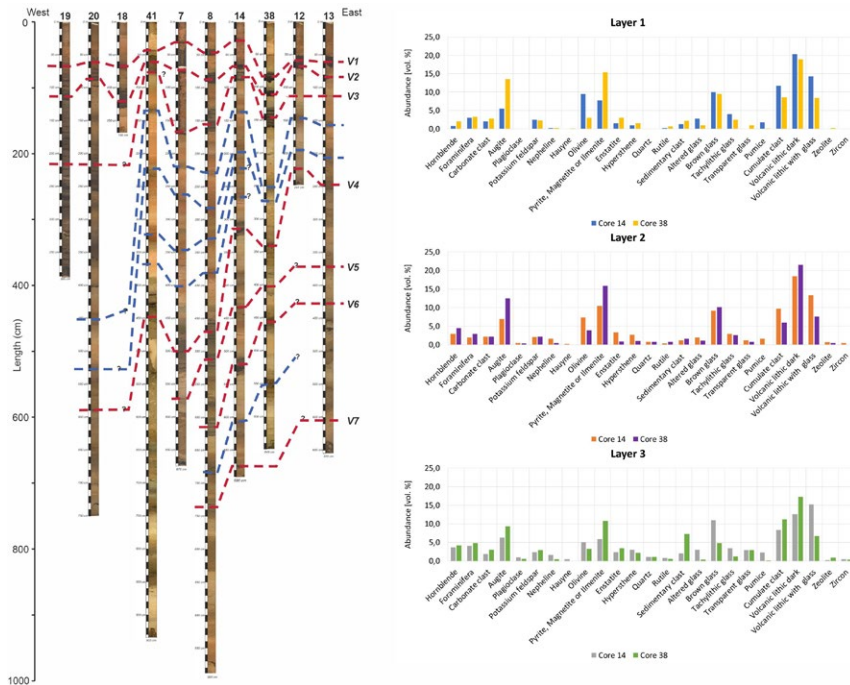 West East
19 20 18 41 7 8 14 38 12 13
0
200
400
600
800
1000
Length (cm)
V1
V2
V3
V4
V5
V6
V7
?
?
?
?
?
?
?
?
?
?
?
?
Layer 1
Abundance [vol. %]
25,0
20,0
15,0
10,0
5,0
0,0
Hornblende
Foraminifera
Carbonate clast
Augite
Plagioclase
Potassium feldspar
Nepheline
Hauyne
Olivine
Pyrite, Magnetite or ilmenite
Enstatite
Hypersthene
Quartz
Rutile
Sedimentary clast
Altered glass
Brown glass
Tachylithic glass
Transparent glass
Pumice
Cumulate clast
Volcanic lithic dark
Volcanic lithic with glass
Zeolite
Zircon
Core 14 Core 38
Layer 2
Abundance [vol. %]
25,0
20,0
15,0
10,0
5,0
0,0
Hornblende
Foraminifera
Carbonate clast
Augite
Plagioclase
Potassium feldspar
Nepheline
Hauyne
Olivine
Pyrite, Magnetite or ilmenite
Enstatite
Hypersthene
Quartz
Rutile
Sedimentary clast
Altered glass
Brown glass
Tachylithic glass
Transparent glass
Pumice
Cumulate clast
Volcanic lithic dark
Volcanic lithic with glass
Zeolite
Zircon
Core 14 Core 38
Layer 3
Abundance [vol. %]
25,0
20,0
15,0
10,0
5,0
0,0
Hornblende
Foraminifera
Carbonate clast
Augite
Plagioclase
Potassium feldspar
Nepheline
Hauyne
Olivine
Pyrite, Magnetite or ilmenite
Enstatite
Hypersthene
Quartz
Rutile
Sedimentary clast
Altered glass
Brown glass
Tachylithic glass
Transparent glass
Pumice
Cumulate clast
Volcanic lithic dark
Volcanic lithic with glass
Zeolite
Zircon
Core 14 Core 38